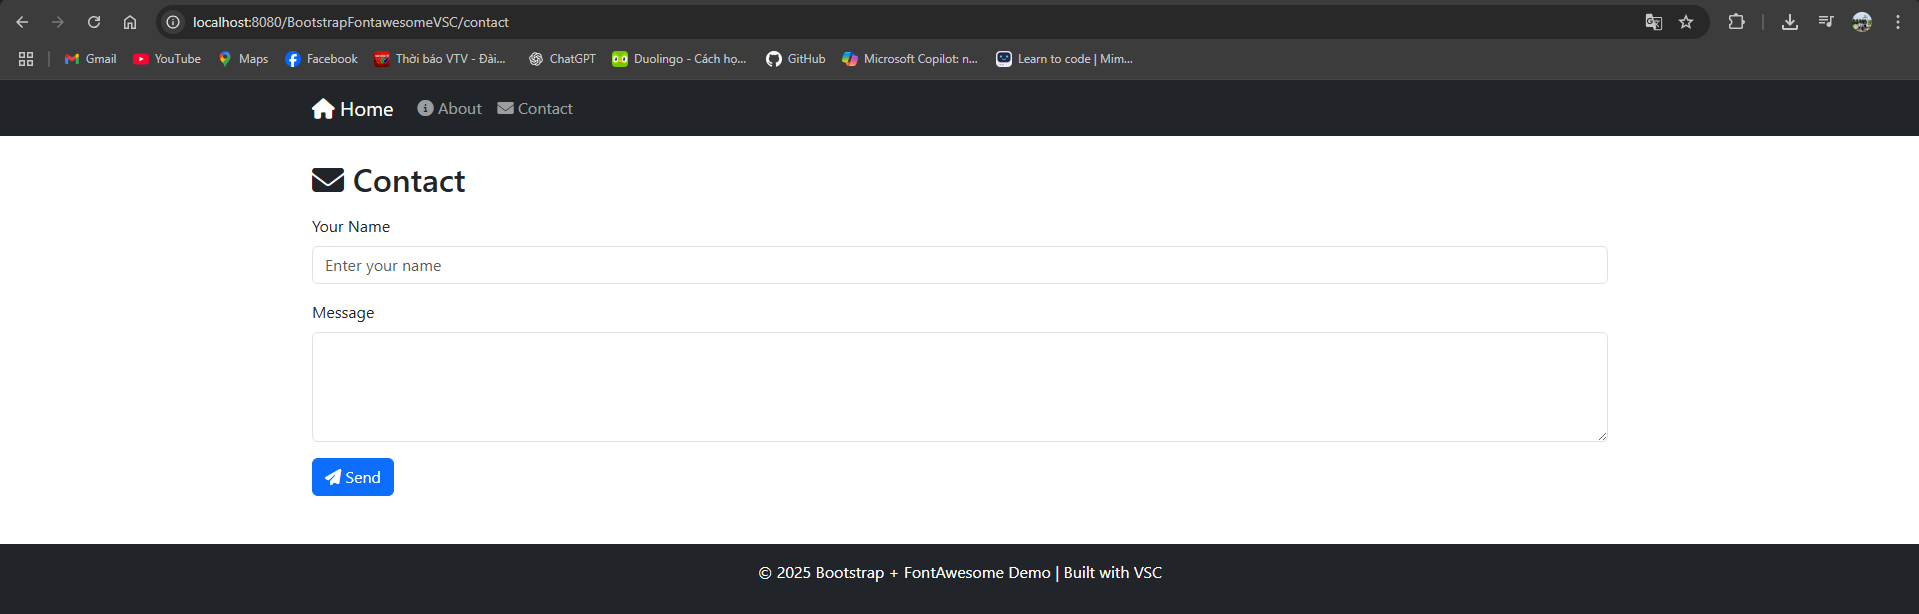 localhost:8080/BootstrapFontawesomeVSC/contact
Gmail YouTube Maps Facebook Thời báo VTV - Đài... ChatGPT Duolingo - Cách họ... GitHub Microsoft Copilot: n... Learn to code | Mim...
Home About Contact
Contact
Your Name
Enter your name
Message
Send
© 2025 Bootstrap + FontAwesome Demo | Built with VSC